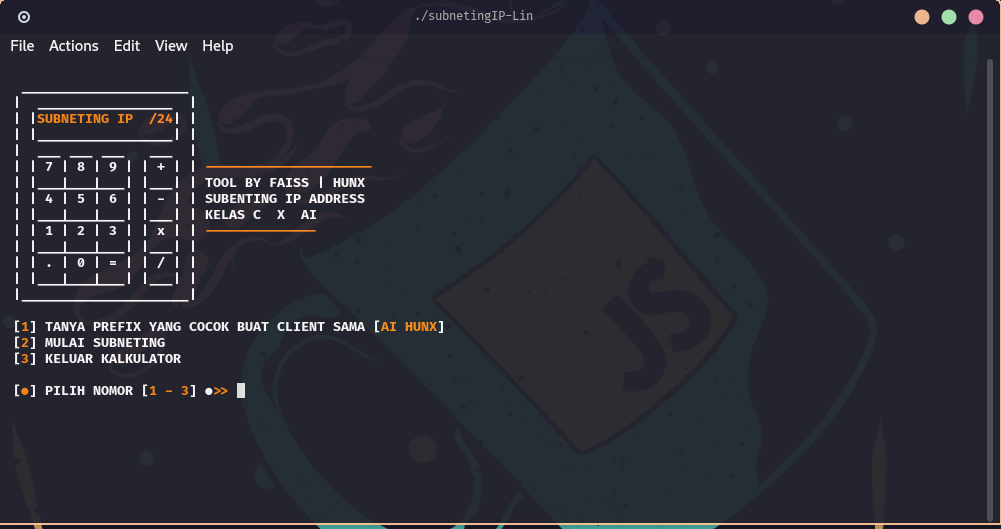 ./subnetingIP-Lin
File Actions Edit View Help
SUBNETING IP /24
7 8 9 +
TOOL BY FAISS | HUNX
4 5 6 -
SUBENTING IP ADDRESS
KELAS C X AI
1 2 3 x
. 0 = /
[1] TANYA PREFIX YANG COCOK BUAT CLIENT SAMA [AI HUNX]
[2] MULAI SUBNETING
[3] KELUAR KALKULATOR
[●] PILIH NOMOR [1 - 3] ●>>
JS